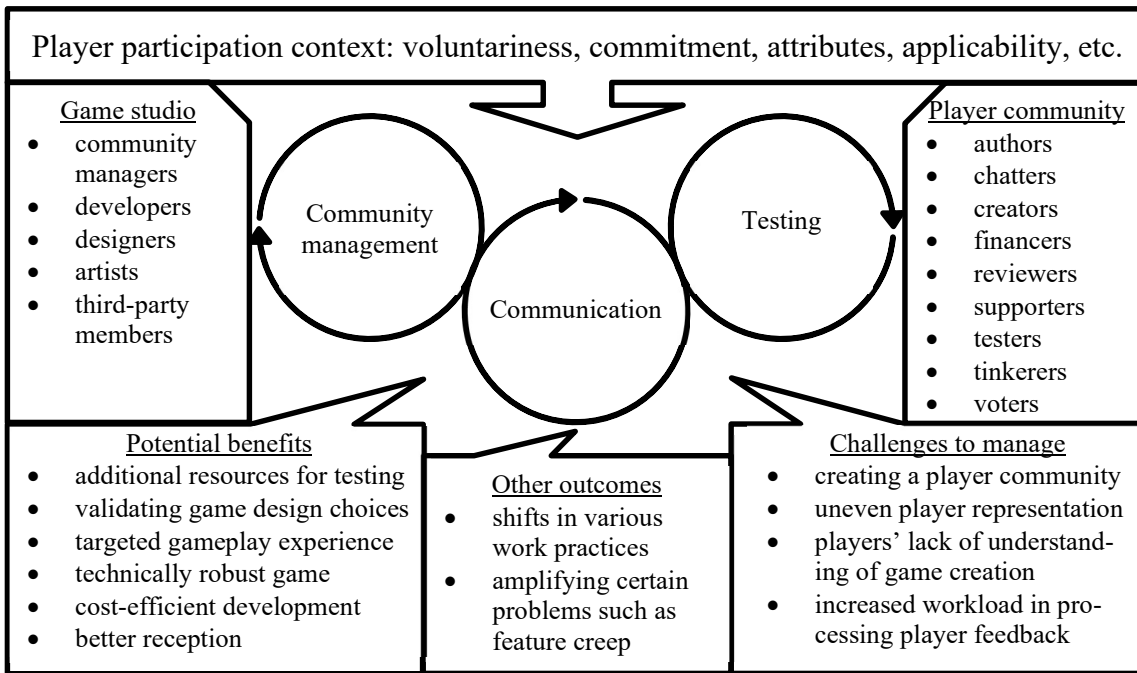 Player participation context: voluntariness, commitment, attributes, applicability, etc.
Game studio
• community
managers
• developers
• designers
• artists
• third-party
members
Community
management
Communication
Testing
Player community
• authors
• chatters
• creators
• financers
• reviewers
• supporters
• testers
• tinkerers
• voters
Potential benefits
• additional resources for testing
• validating game design choices
• targeted gameplay experience
• technically robust game
• cost-efficient development
• better reception
Other outcomes
• shifts in various
work practices
• amplifying certain
problems such as
feature creep
Challenges to manage
• creating a player community
• uneven player representation
• players’ lack of understand-
ing of game creation
• increased workload in pro-
cessing player feedback